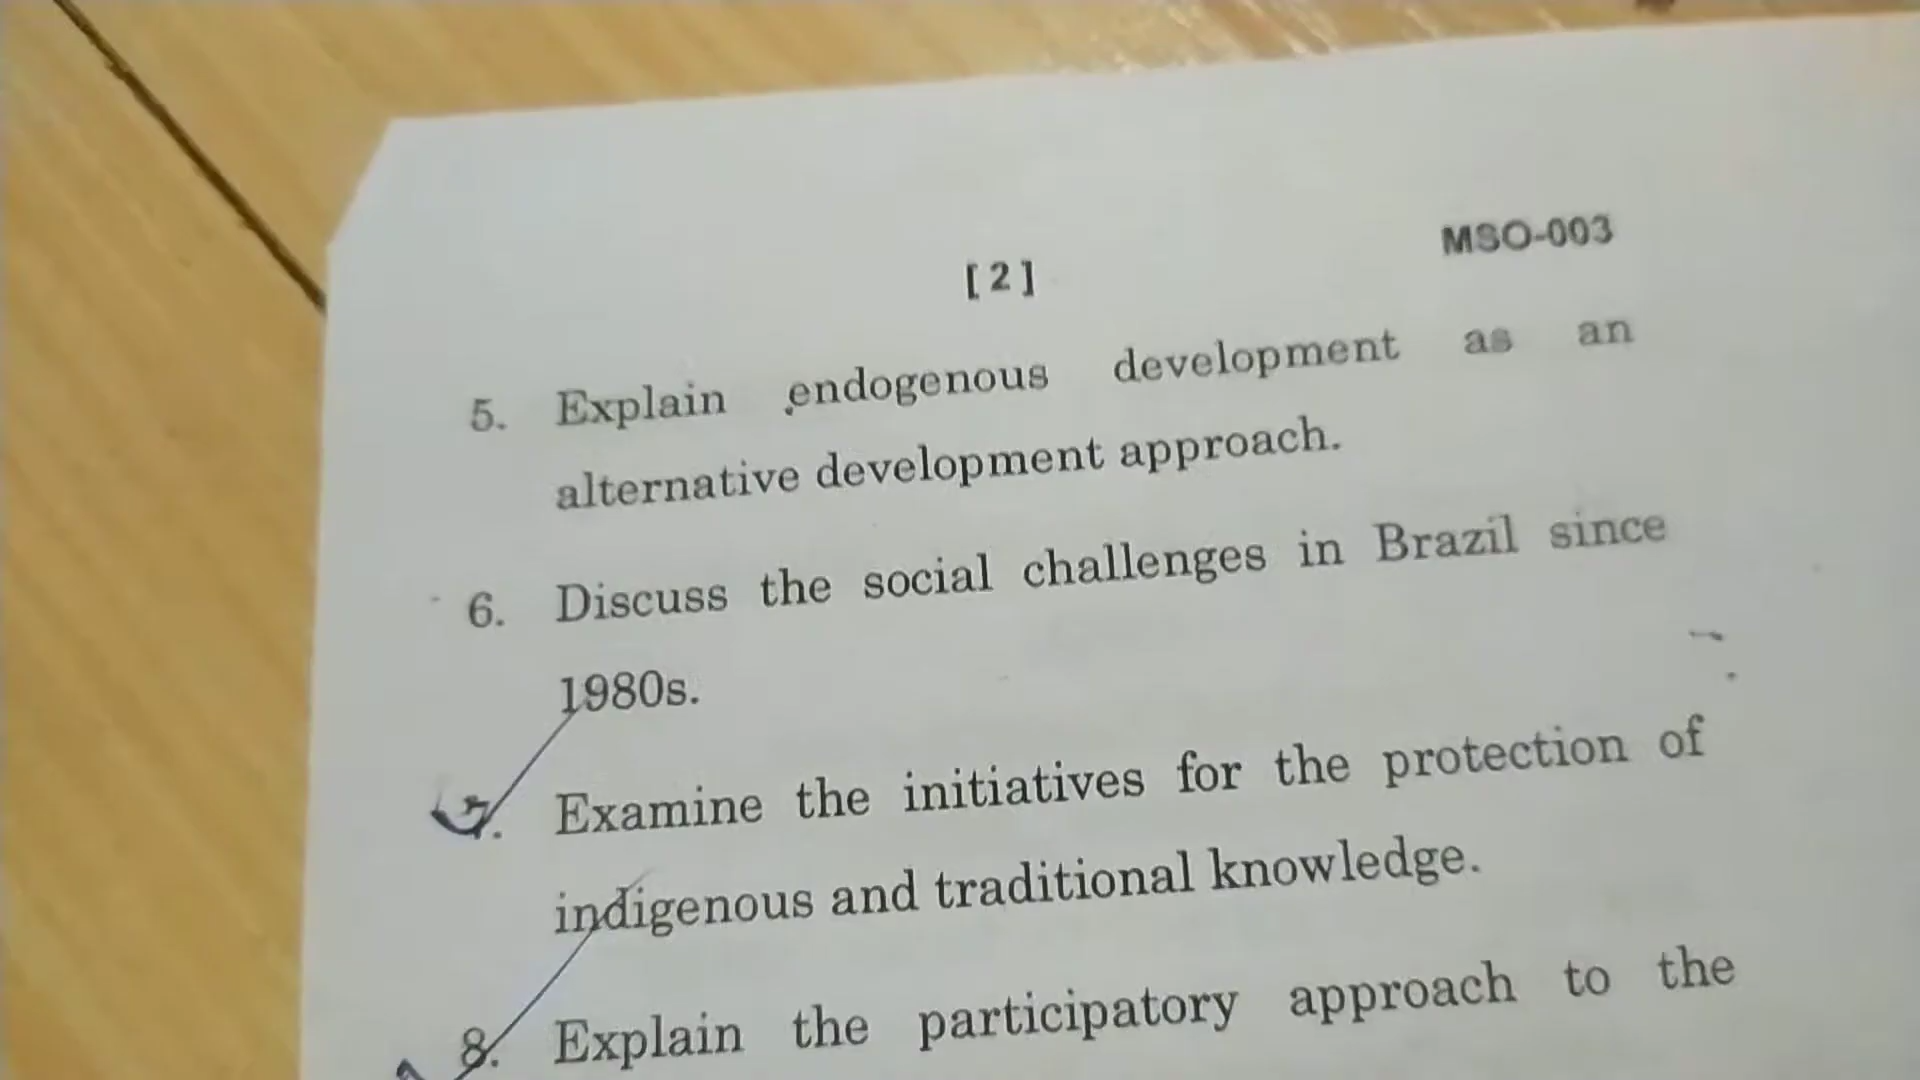 MSO-003
[ 2 ]
5. Explain endogenous development as an
alternative development approach.
6. Discuss the social challenges in Brazil since
1980s.
7. Examine the initiatives for the protection of
indigenous and traditional knowledge.
8. Explain the participatory approach to the